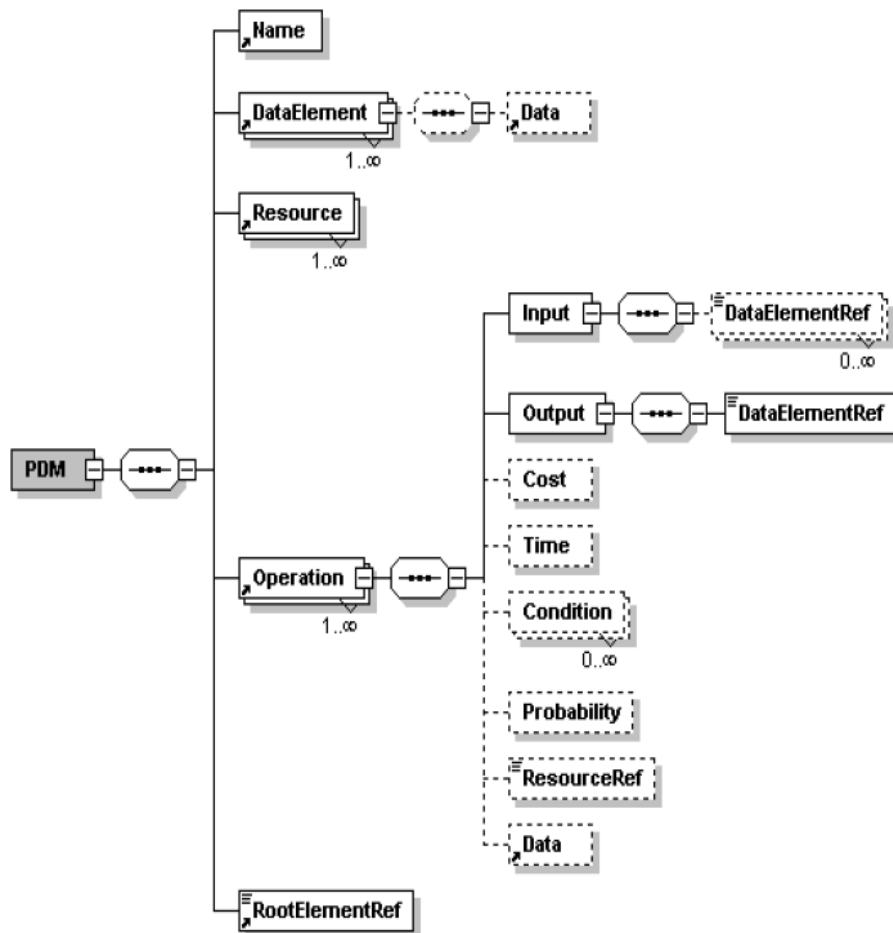 Name
DataElement
Data
1..∞
Resource
1..∞
Input
DataElementRef
0..∞
Output
DataElementRef
PDM
Cost
Time
Operation
1..∞
Condition
0..∞
Probability
ResourceRef
Data
RootElementRef